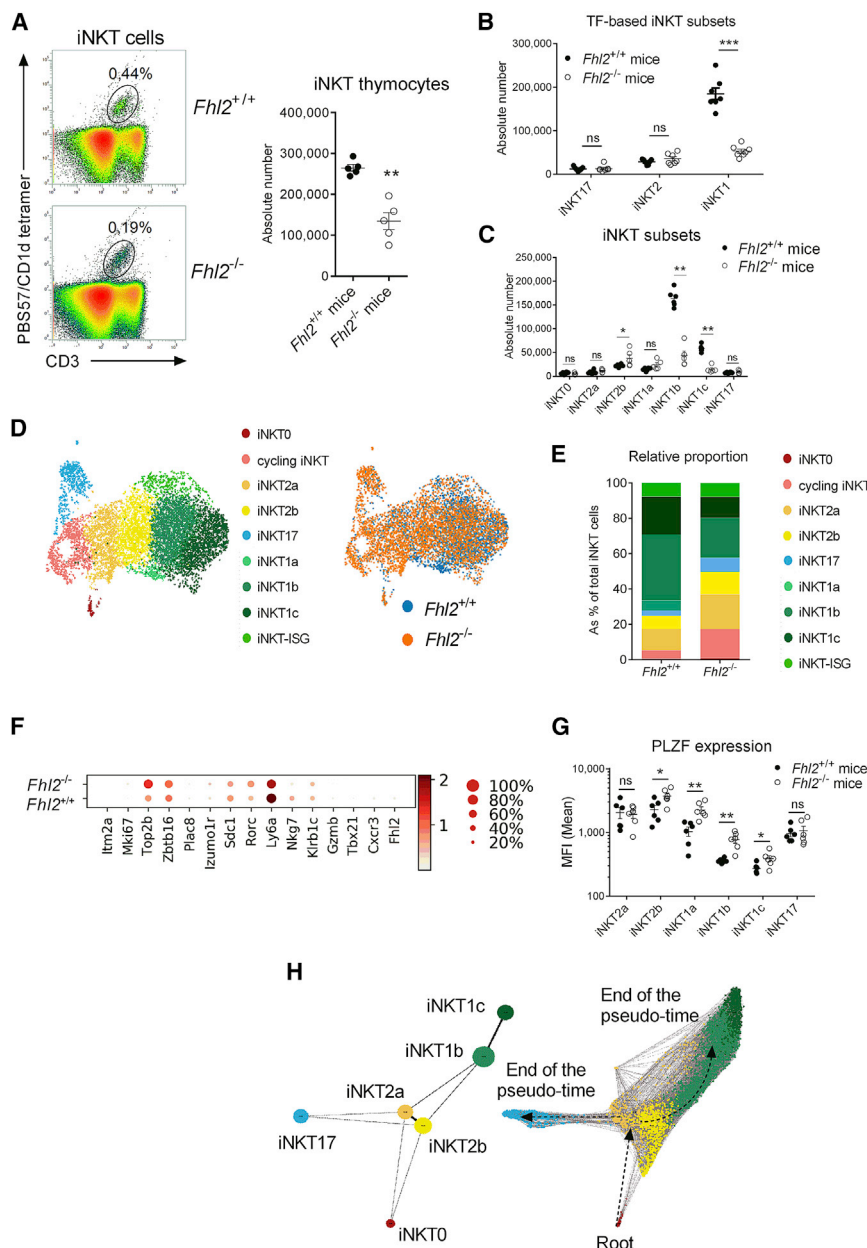 A
iNKT cells
PBS57/CD1d tetramer
0,44%
Fhl2+/+
0,19%
Fhl2-/-
CD3
iNKT thymocytes
Absolute number
400,000
300,000
200,000
100,000
0
**
Fhl2+/+ mice
Fhl2-/- mice
B
TF-based iNKT subsets
Absolute number
300,000
200,000
100,000
0
Fhl2+/+ mice
Fhl2-/- mice
ns
ns
***
iNKT17
iNKT2
iNKT1
C
iNKT subsets
Fhl2+/+ mice
Fhl2-/- mice
Absolute number
250,000
200,000
150,000
100,000
50,000
0
ns
ns
*
ns
**
**
ns
iNKT0
iNKT2a
iNKT2b
iNKT1a
iNKT1b
iNKT1c
iNKT17
D
iNKT0
cycling iNKT
iNKT2a
iNKT2b
iNKT17
iNKT1a
iNKT1b
iNKT1c
iNKT-ISG
Fhl2+/+
Fhl2-/-
E
Relative proportion
As % of total iNKT cells
100
80
60
40
20
0
Fhl2+/+
Fhl2-/-
iNKT0
cycling iNKT
iNKT2a
iNKT2b
iNKT17
iNKT1a
iNKT1b
iNKT1c
iNKT-ISG
F
Fhl2-/-
Fhl2+/+
Itm2a
Mki67
Top2b
Zbtb16
Plac8
Izumo1r
Sdc1
Rorc
Ly6a
Nkg7
Klrb1c
Gzmb
Tbx21
Cxcr3
Fhl2
2
1
0
100%
80%
60%
40%
20%
G
PLZF expression
Fhl2+/+ mice
Fhl2-/- mice
MFI (Mean)
10,000
1,000
100
ns
*
**
**
*
ns
iNKT2a
iNKT2b
iNKT1a
iNKT1b
iNKT1c
iNKT17
H
iNKT1c
iNKT1b
iNKT2a
iNKT17
iNKT2b
iNKT0
End of the
pseudo-time
End of the
pseudo-time
Root